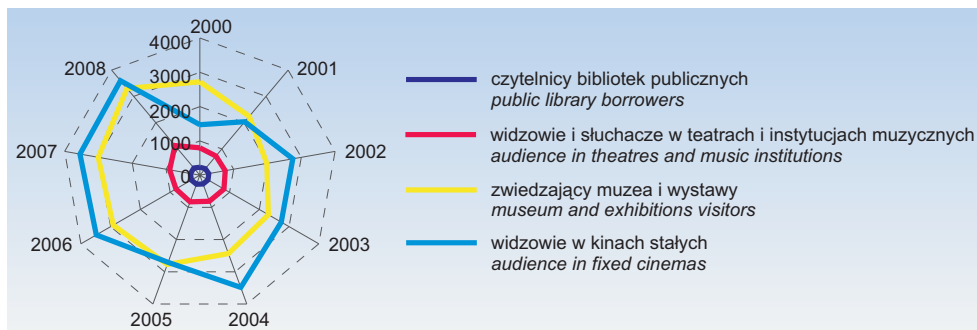 2000
4000
3000
2000
1000
0
2001
2002
2003
2004
2005
2006
2007
2008
czytelnicy bibliotek publicznych
public library borrowers
widzowie i słuchacze w teatrach i instytucjach muzycznych
audience in theatres and music institutions
zwiedzający muzea i wystawy
museum and exhibitions visitors
widzowie w kinach stałych
audience in fixed cinemas